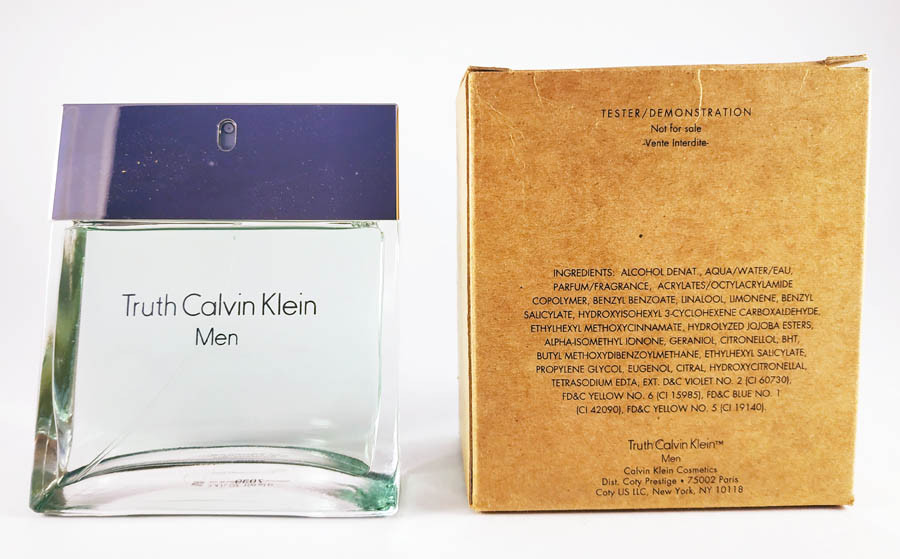 Truth Calvin Klein
Men
TESTER/DEMONSTRATION
Not for sale
-Vente Interdite-
INGREDIENTS: ALCOHOL DENAT., AQUA/WATER/EAU,
PARFUM/FRAGRANCE, ACRYLATES/OCTYLACRYLAMIDE
COPOLYMER, BENZYL BENZOATE, LINALOOL, LIMONENE, BENZYL
SALICYLATE, HYDROXYISOHEXYL 3-CYCLOHEXENE CARBOXALDEHYDE,
ETHYLHEXYL METHOXYCINNAMATE, HYDROLYZED JOJOBA ESTERS,
ALPHA-ISOMETHYL IONONE, GERANIOL, CITRONELLOL, BHT,
BUTYL METHOXYDIBENZOYLMETHANE, ETHYLHEXYL SALICYLATE,
PROPYLENE GLYCOL, EUGENOL, CITRAL, HYDROXYCITRONELLAL,
TETRASODIUM EDTA, EXT. D&C VIOLET NO. 2 (CI 60730),
FD&C YELLOW NO. 6 (CI 15985), FD&C BLUE NO. 1
(CI 42090), FD&C YELLOW NO. 5 (CI 19140).
Truth Calvin Klein™
Men
Calvin Klein Cosmetics
Dist. Coty Prestige • 75002 Paris
Coty US LLC, New York, NY 10118